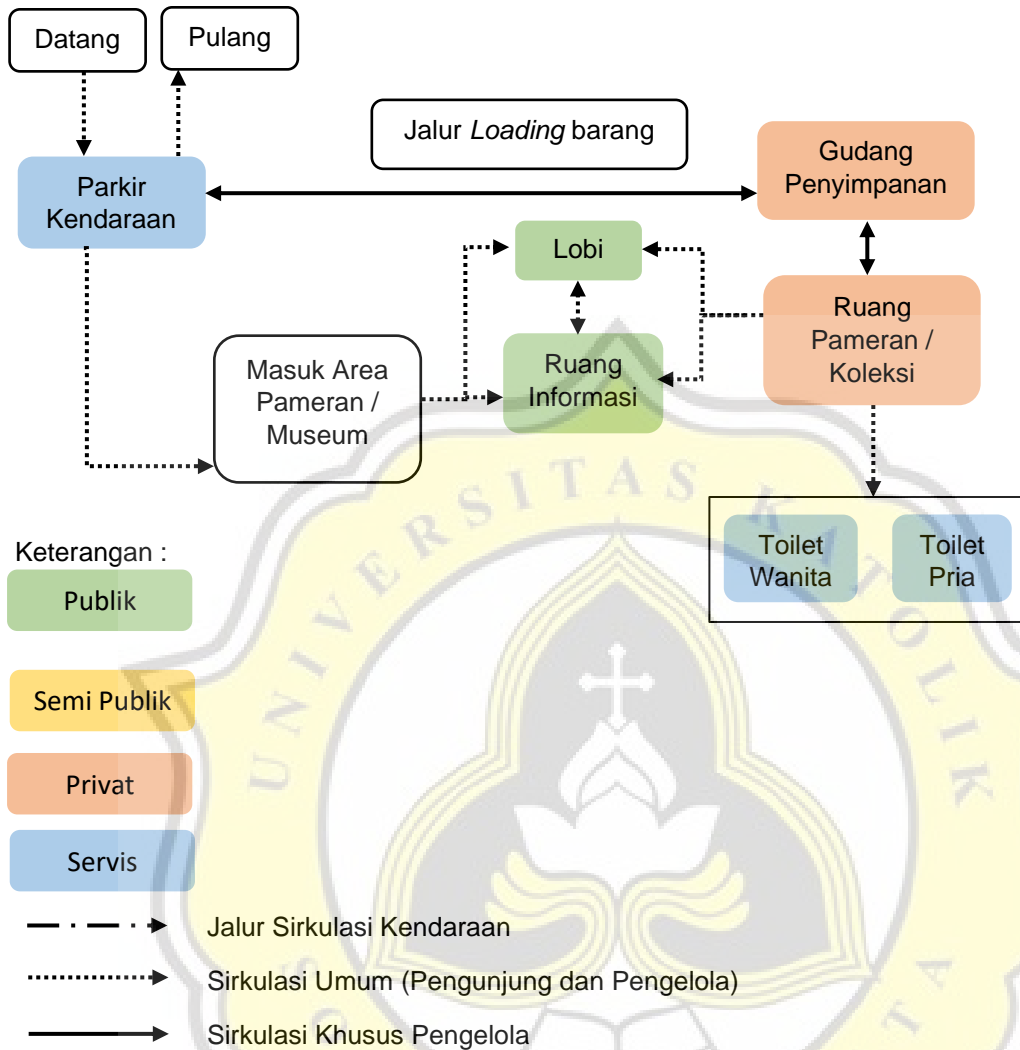 Datang
Pulang
Jalur Loading barang
Gudang
Penyimpanan
Parkir
Kendaraan
Lobi
Ruang
Pameran /
Koleksi
Masuk Area
Pameran /
Museum
Ruang
Informasi
Toilet
Wanita
Toilet
Pria
Keterangan :
Publik
Semi Publik
Privat
Servis
Jalur Sirkulasi Kendaraan
Sirkulasi Umum (Pengunjung dan Pengelola)
Sirkulasi Khusus Pengelola
UNIVERSITAS KATOLIK